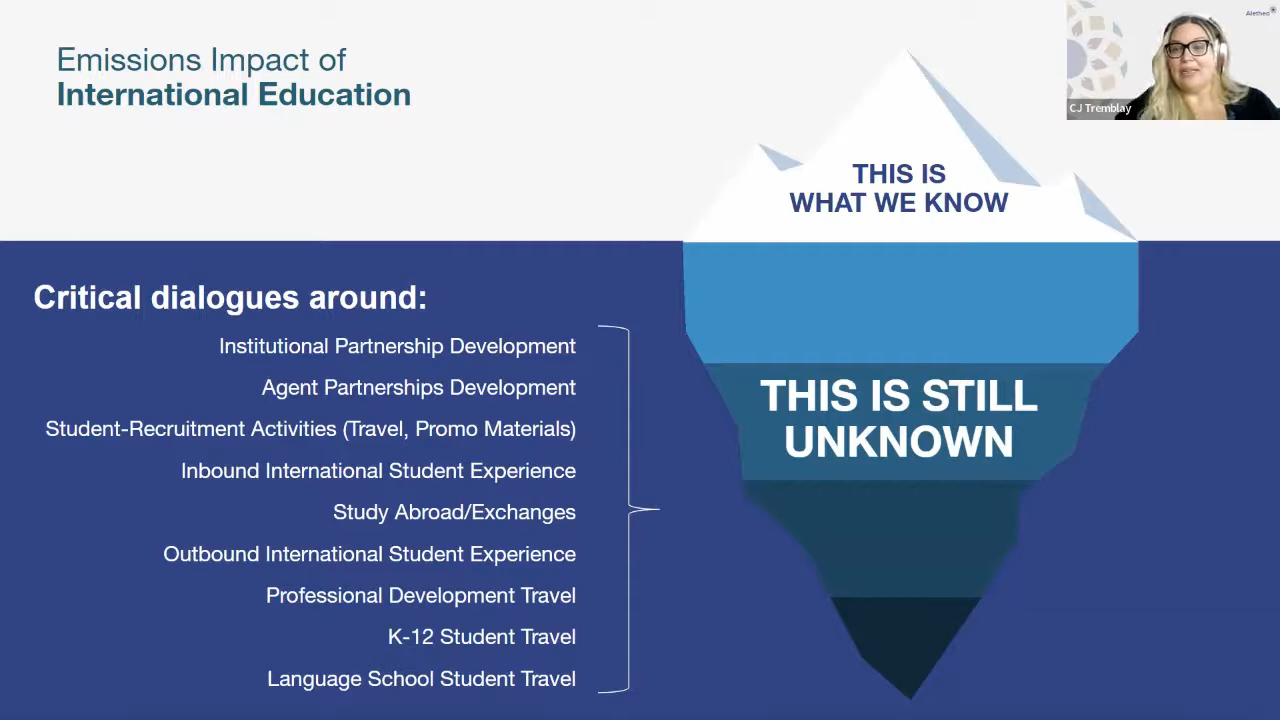 Emissions Impact of
International Education
Alethea
CJ Tremblay
THIS IS
WHAT WE KNOW
Critical dialogues around:
Institutional Partnership Development
Agent Partnerships Development
Student-Recruitment Activities (Travel, Promo Materials)
Inbound International Student Experience
Study Abroad/Exchanges
Outbound International Student Experience
Professional Development Travel
K-12 Student Travel
Language School Student Travel
THIS IS STILL
UNKNOWN